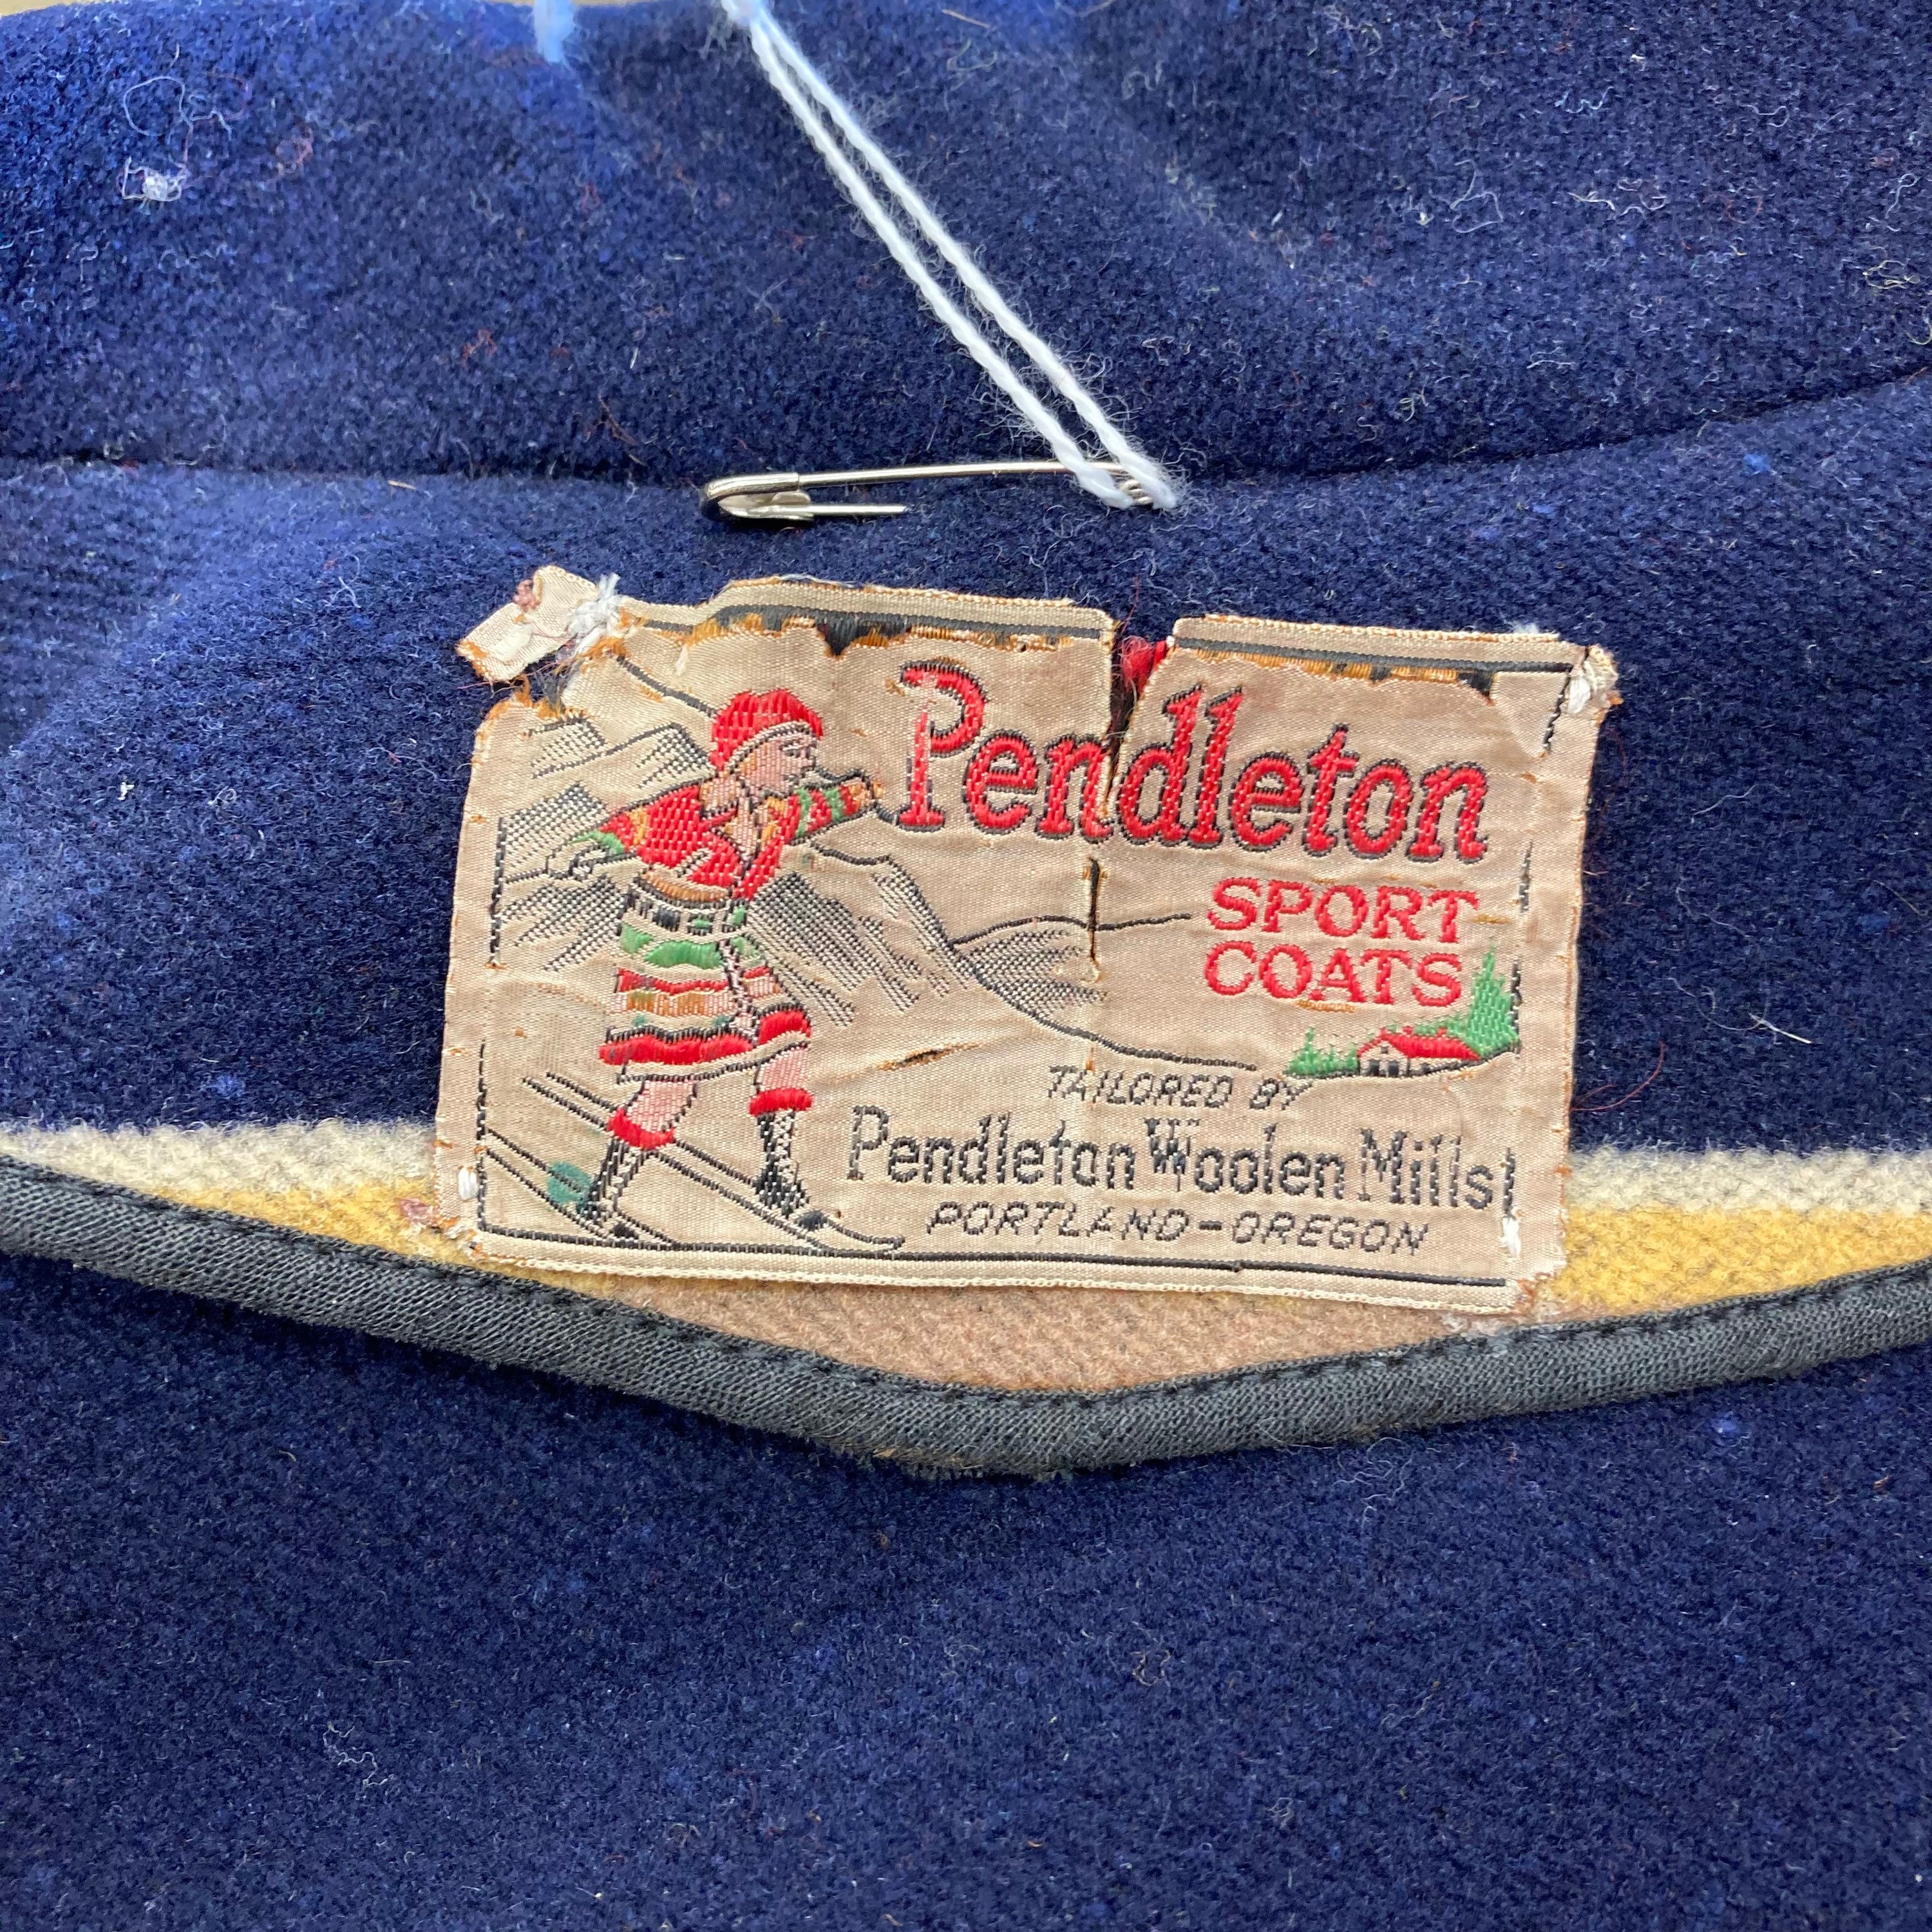 Pendleton
SPORT
COATS
TAILORED BY
Pendleton Woolen Mills
PORTLAND-OREGON